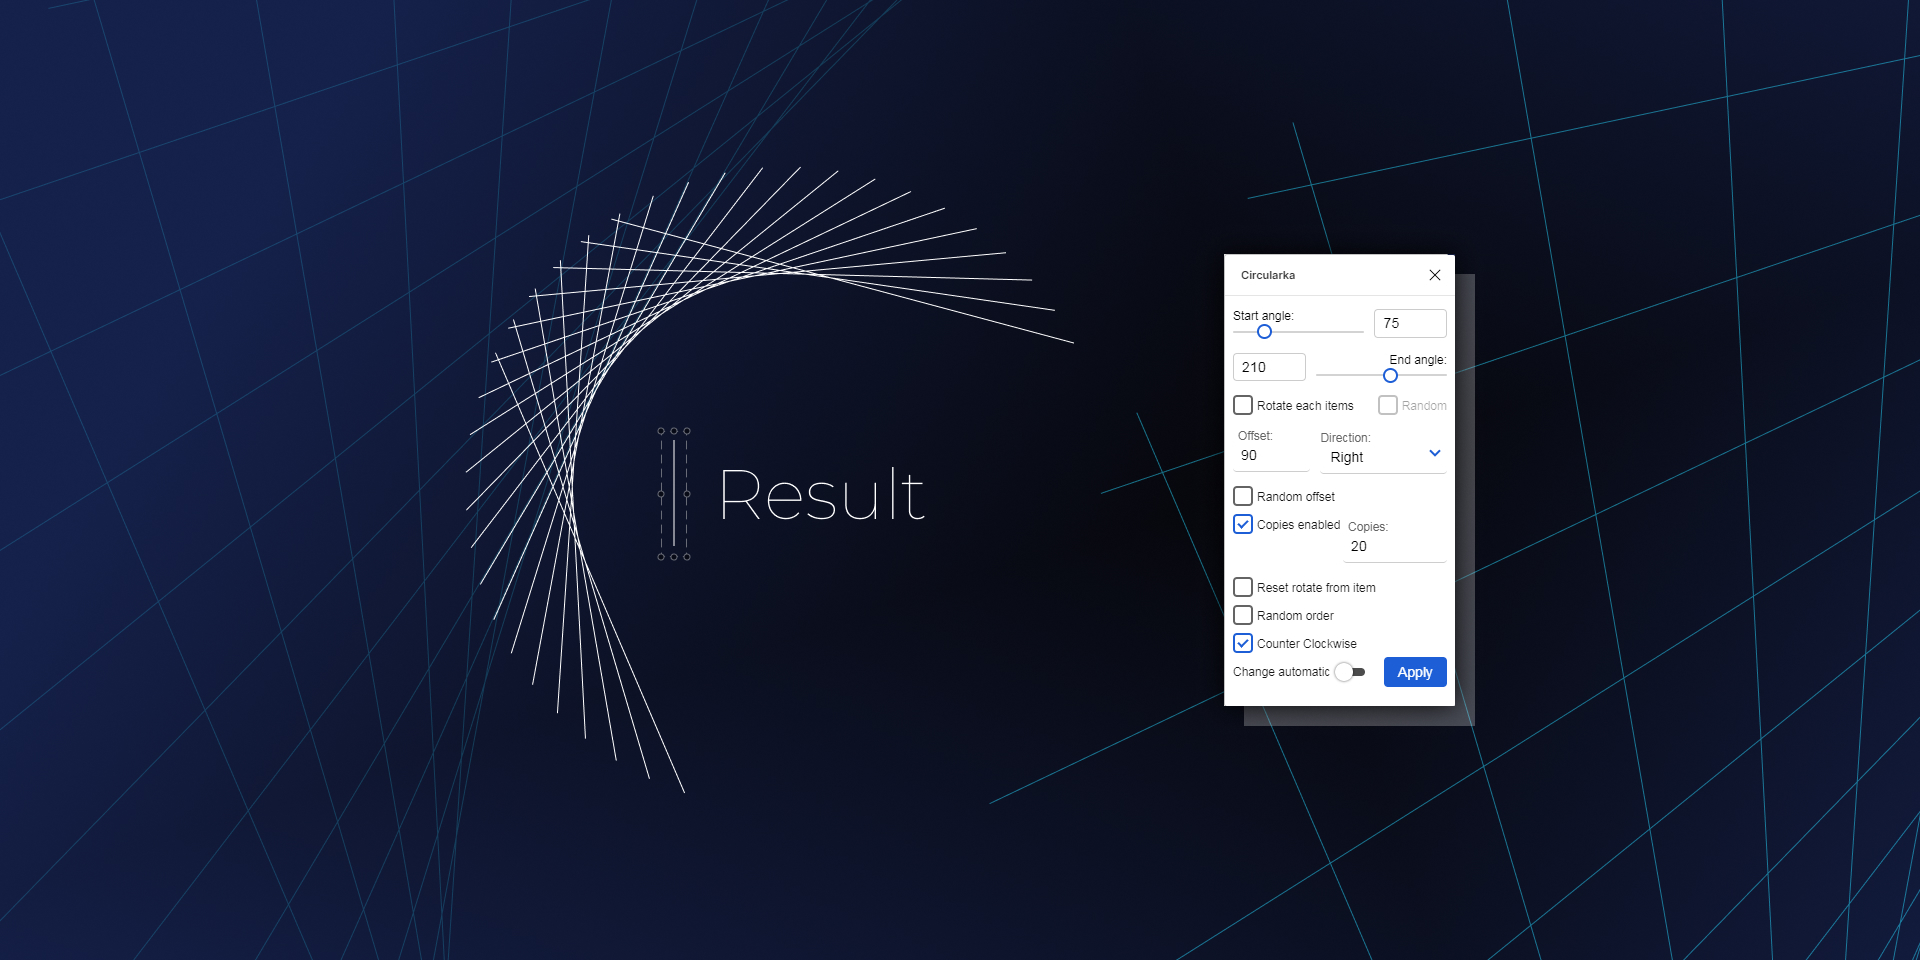 Result
Circularka
Start angle:
75
End angle:
210
Rotate each items
Random
Offset:
90
Direction:
Right
Random offset
Copies enabled
Copies:
20
Reset rotate from item
Random order
Counter Clockwise
Change automatic
Apply